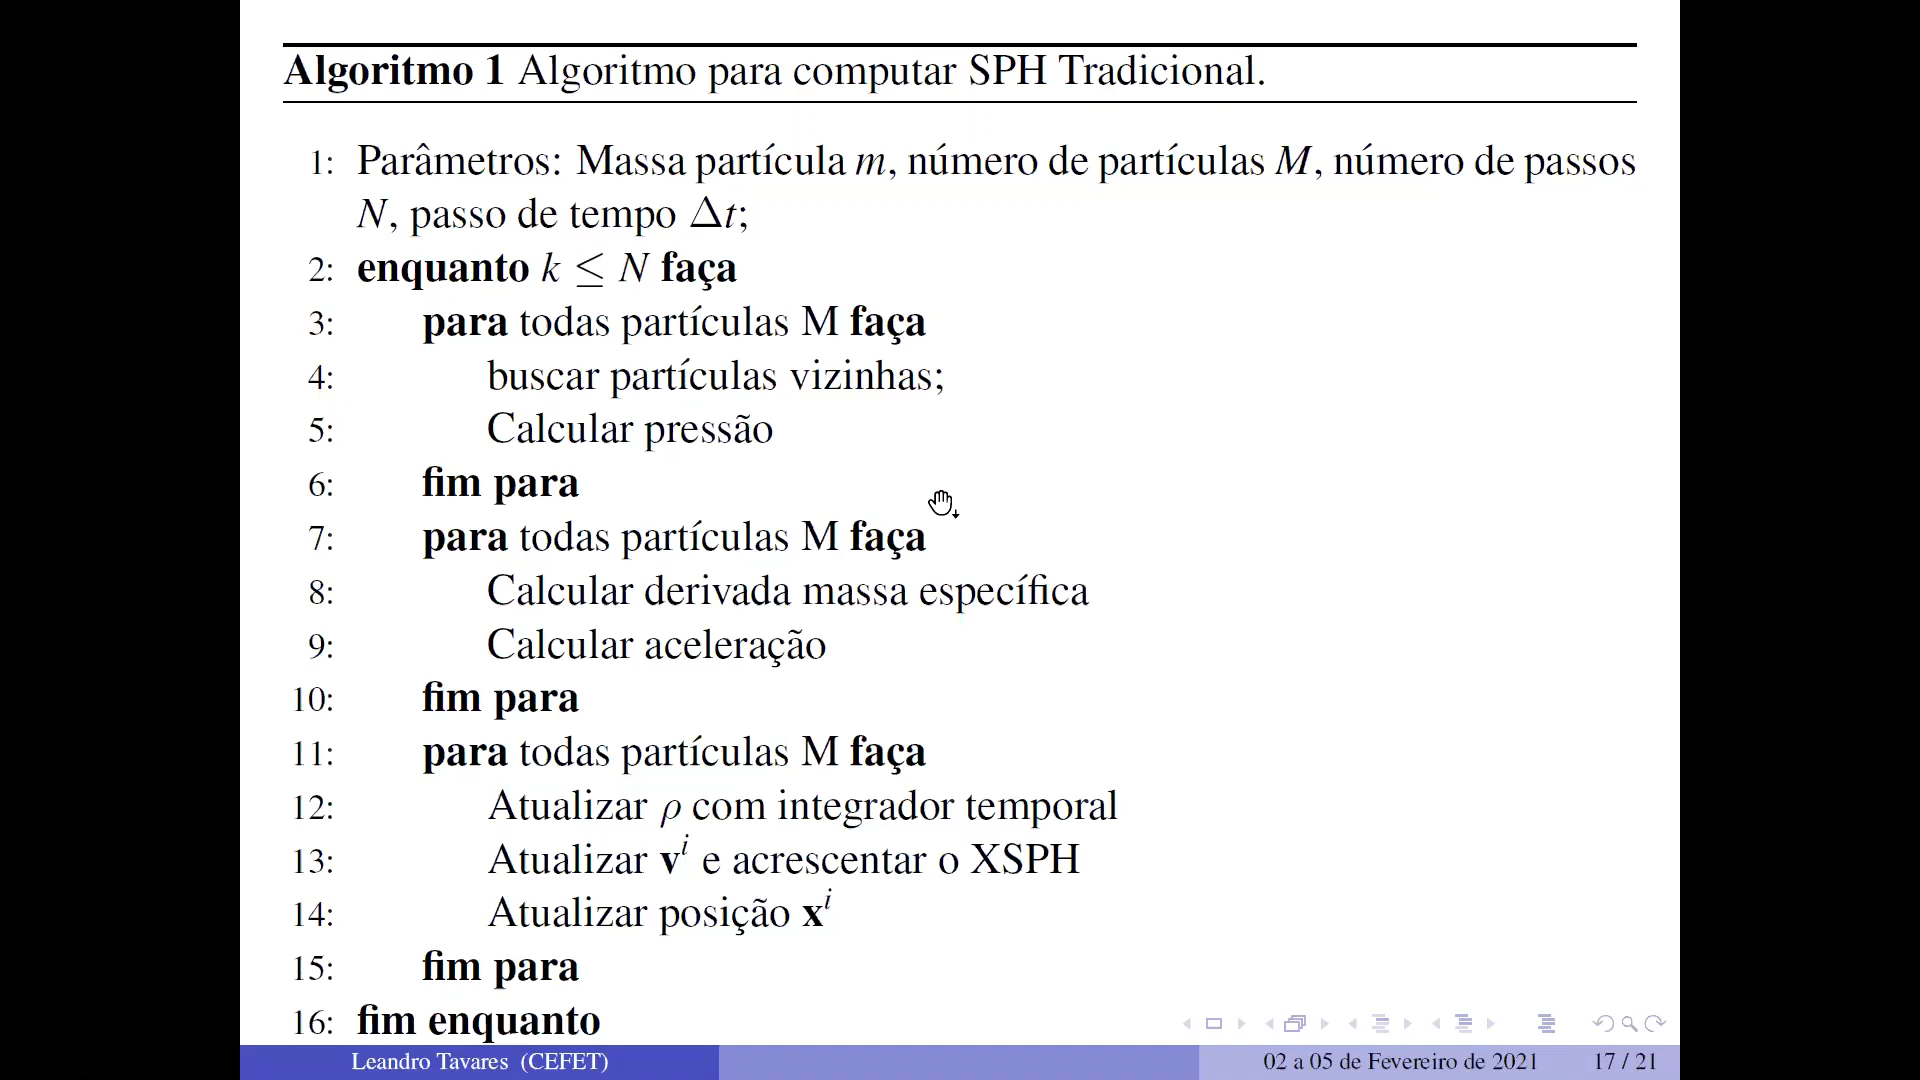 Algoritmo 1 Algoritmo para computar SPH Tradicional.
1: Parâmetros: Massa partícula m, número de partículas M, número de passos
N, passo de tempo Δt;
2: enquanto k ≤ N faça
3: para todas partículas M faça
4: buscar partículas vizinhas;
5: Calcular pressão
6: fim para
7: para todas partículas M faça
8: Calcular derivada massa específica
9: Calcular aceleração
10: fim para
11: para todas partículas M faça
12: Atualizar ρ com integrador temporal
13: Atualizar vⁱ e acrescentar o XSPH
14: Atualizar posição xⁱ
15: fim para
16: fim enquanto
Leandro Tavares (CEFET) 02 a 05 de Fevereiro de 2021 17 / 21